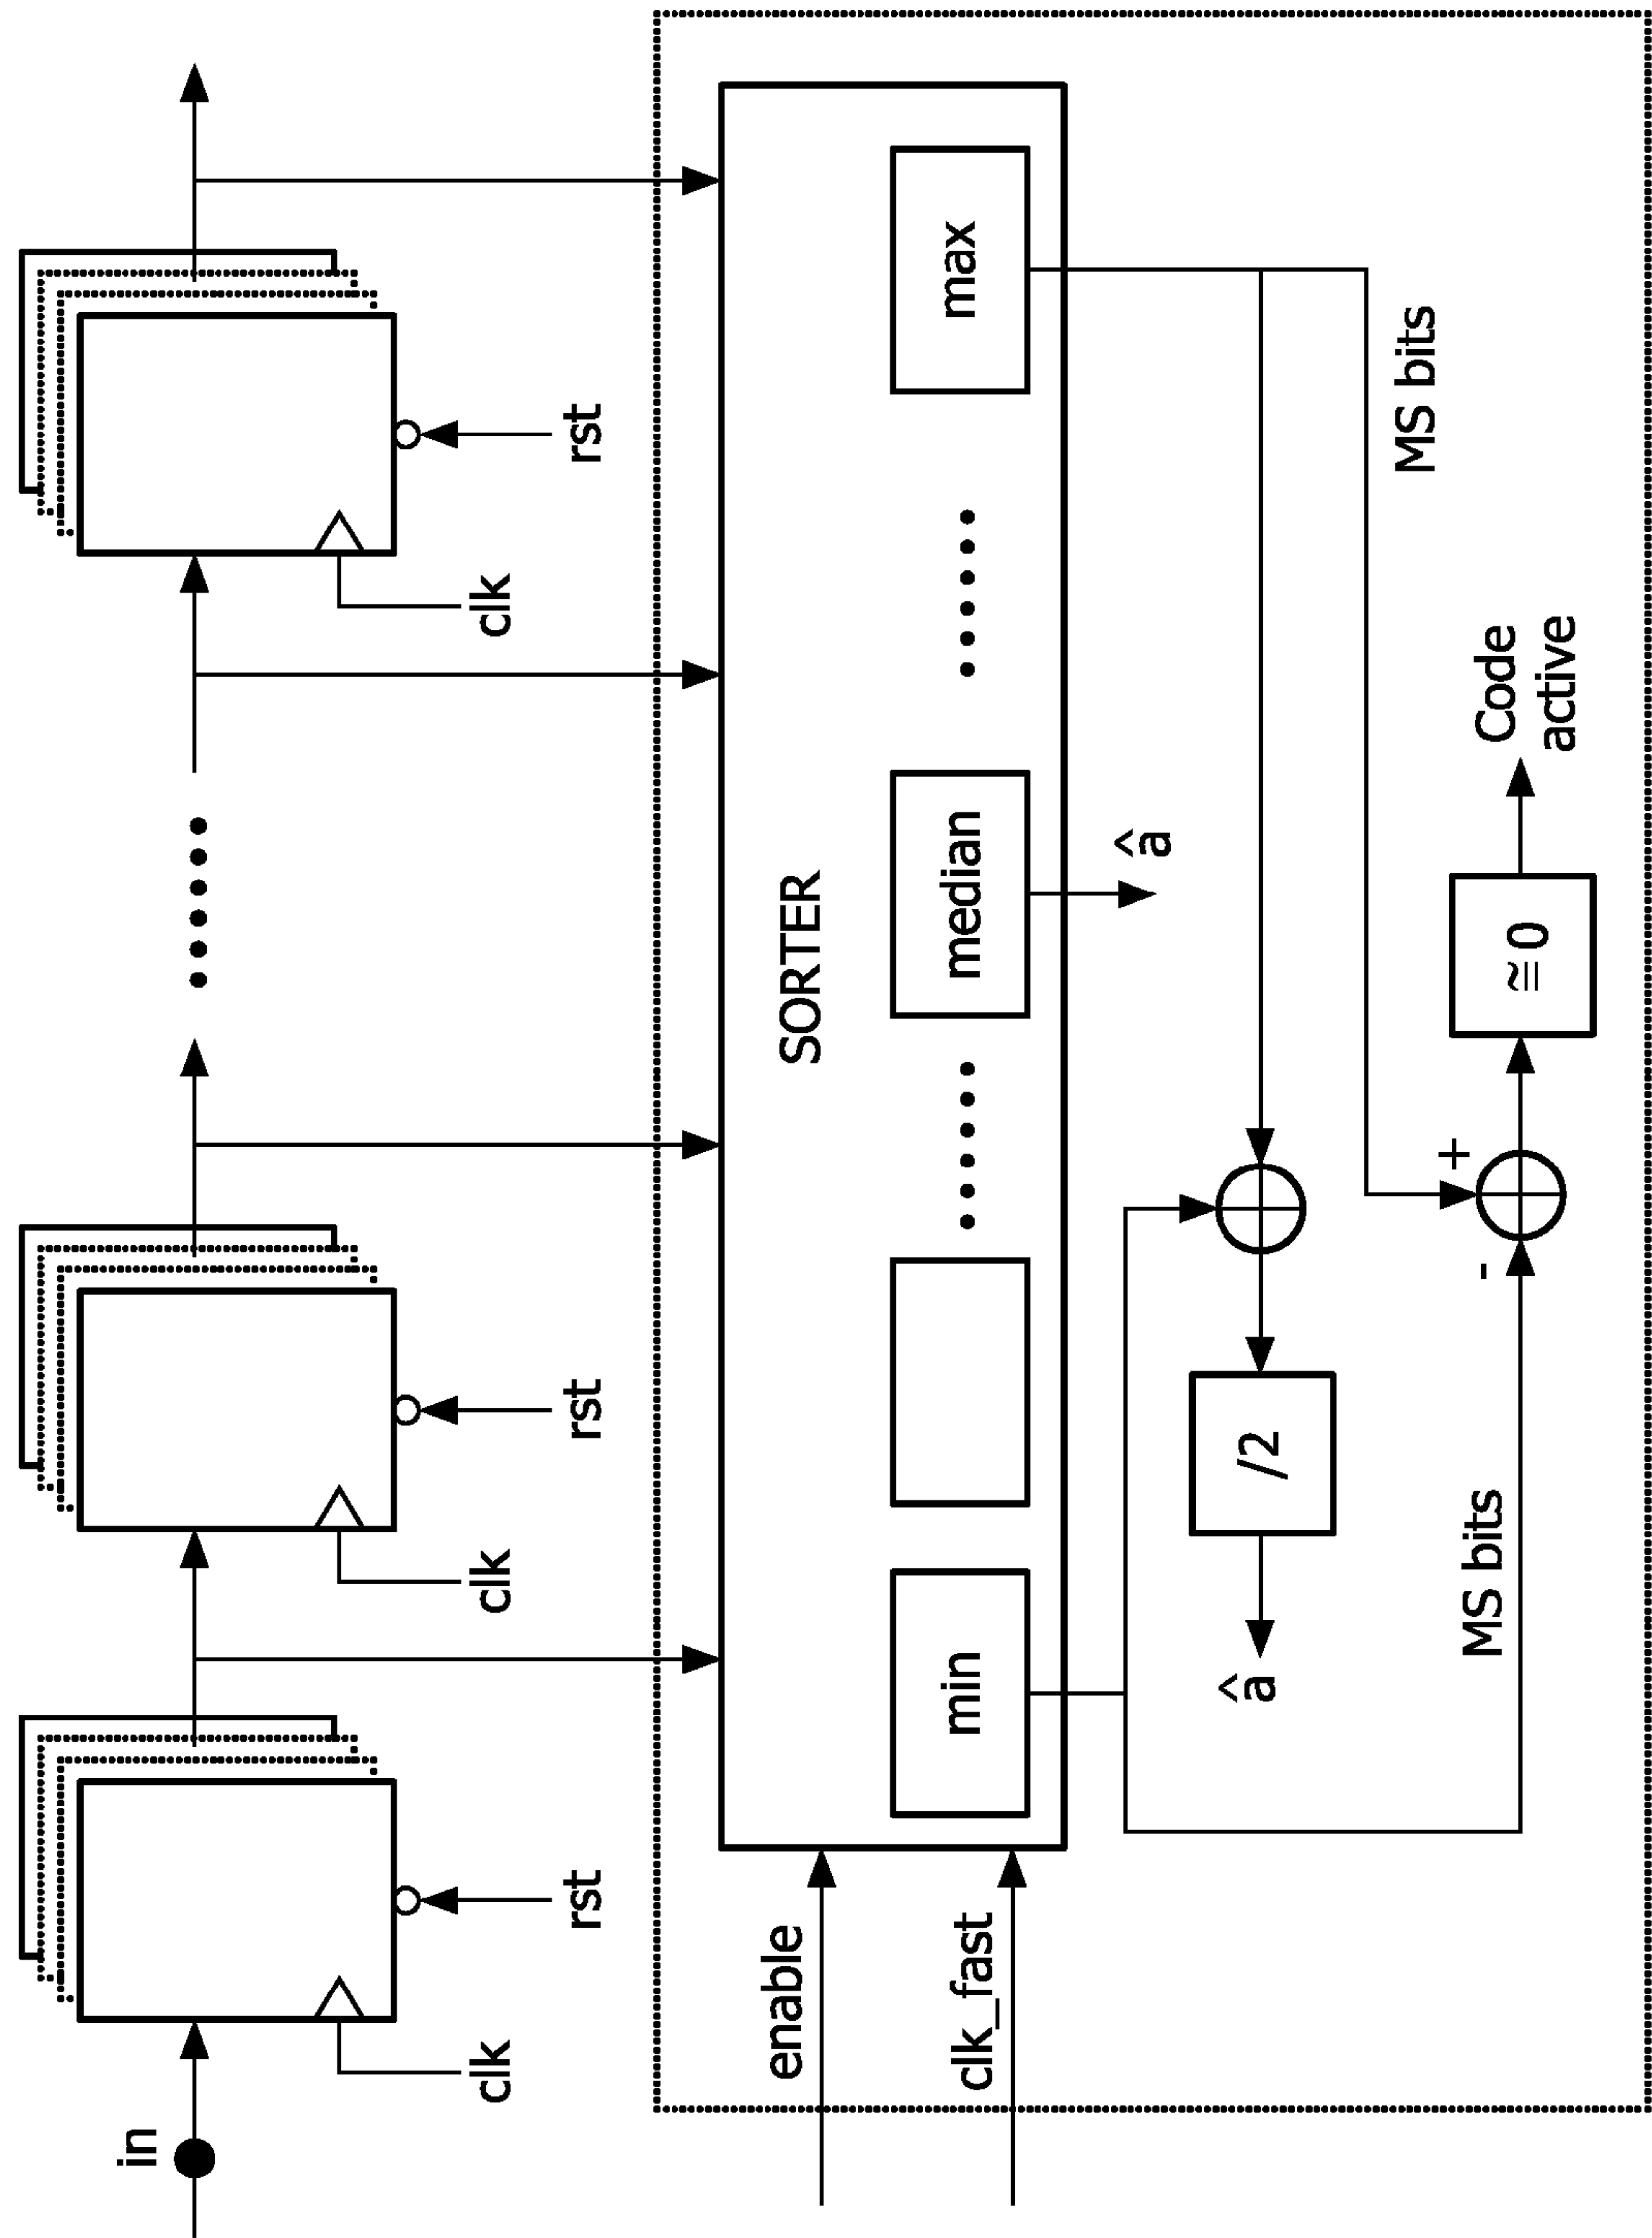 in
clk
rst
clk
rst
clk
rst
enable
clk_fast
SORTER
min
median
max
â
/2
â
MS bits
MS bits
+
-
≅ 0
Code
active